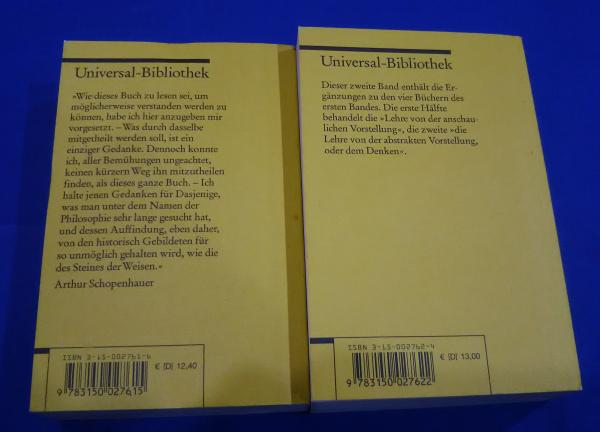 Universal-Bibliothek
»Wie dieses Buch zu lesen sei, um
möglicherweise verstanden werden zu
können, habe ich hier anzugeben mir
vorgesetzt. – Was durch dasselbe
mitgetheilt werden soll, ist ein
einziger Gedanke. Dennoch konnte
ich, aller Bemühungen ungeachtet,
keinen kürzern Weg ihn mitzutheilen
finden, als dieses ganze Buch. – Ich
halte jenen Gedanken für Dasjenige,
was man unter dem Namen der
Philosophie sehr lange gesucht hat,
und dessen Auffindung, eben daher,
von den historisch Gebildeten für
so unmöglich gehalten wird, wie die
des Steines der Weisen.«
Arthur Schopenhauer
ISBN 3-15-002761-6
€ [D] 12,40
9 783150 027615
Universal-Bibliothek
Dieser zweite Band enthält die Er-
gänzungen zu den vier Büchern des
ersten Bandes. Die erste Hälfte
behandelt die »Lehre von der anschau-
lichen Vorstellung«, die zweite »die
Lehre von der abstrakten Vorstellung,
oder dem Denken«.
ISBN 3-15-002762-4
€ [D] 13,00
9 783150 027622